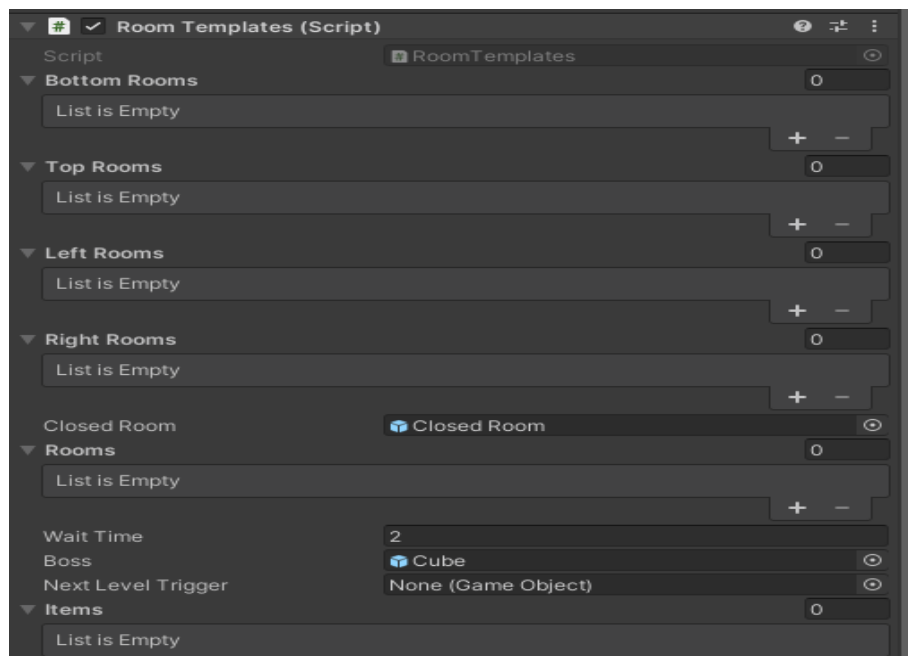 # Room Templates (Script)
Script # RoomTemplates
Bottom Rooms 0
List is Empty
+ −
Top Rooms 0
List is Empty
+ −
Left Rooms 0
List is Empty
+ −
Right Rooms 0
List is Empty
+ −
Closed Room Closed Room
Rooms 0
List is Empty
+ −
Wait Time 2
Boss Cube
Next Level Trigger None (Game Object)
Items 0
List is Empty